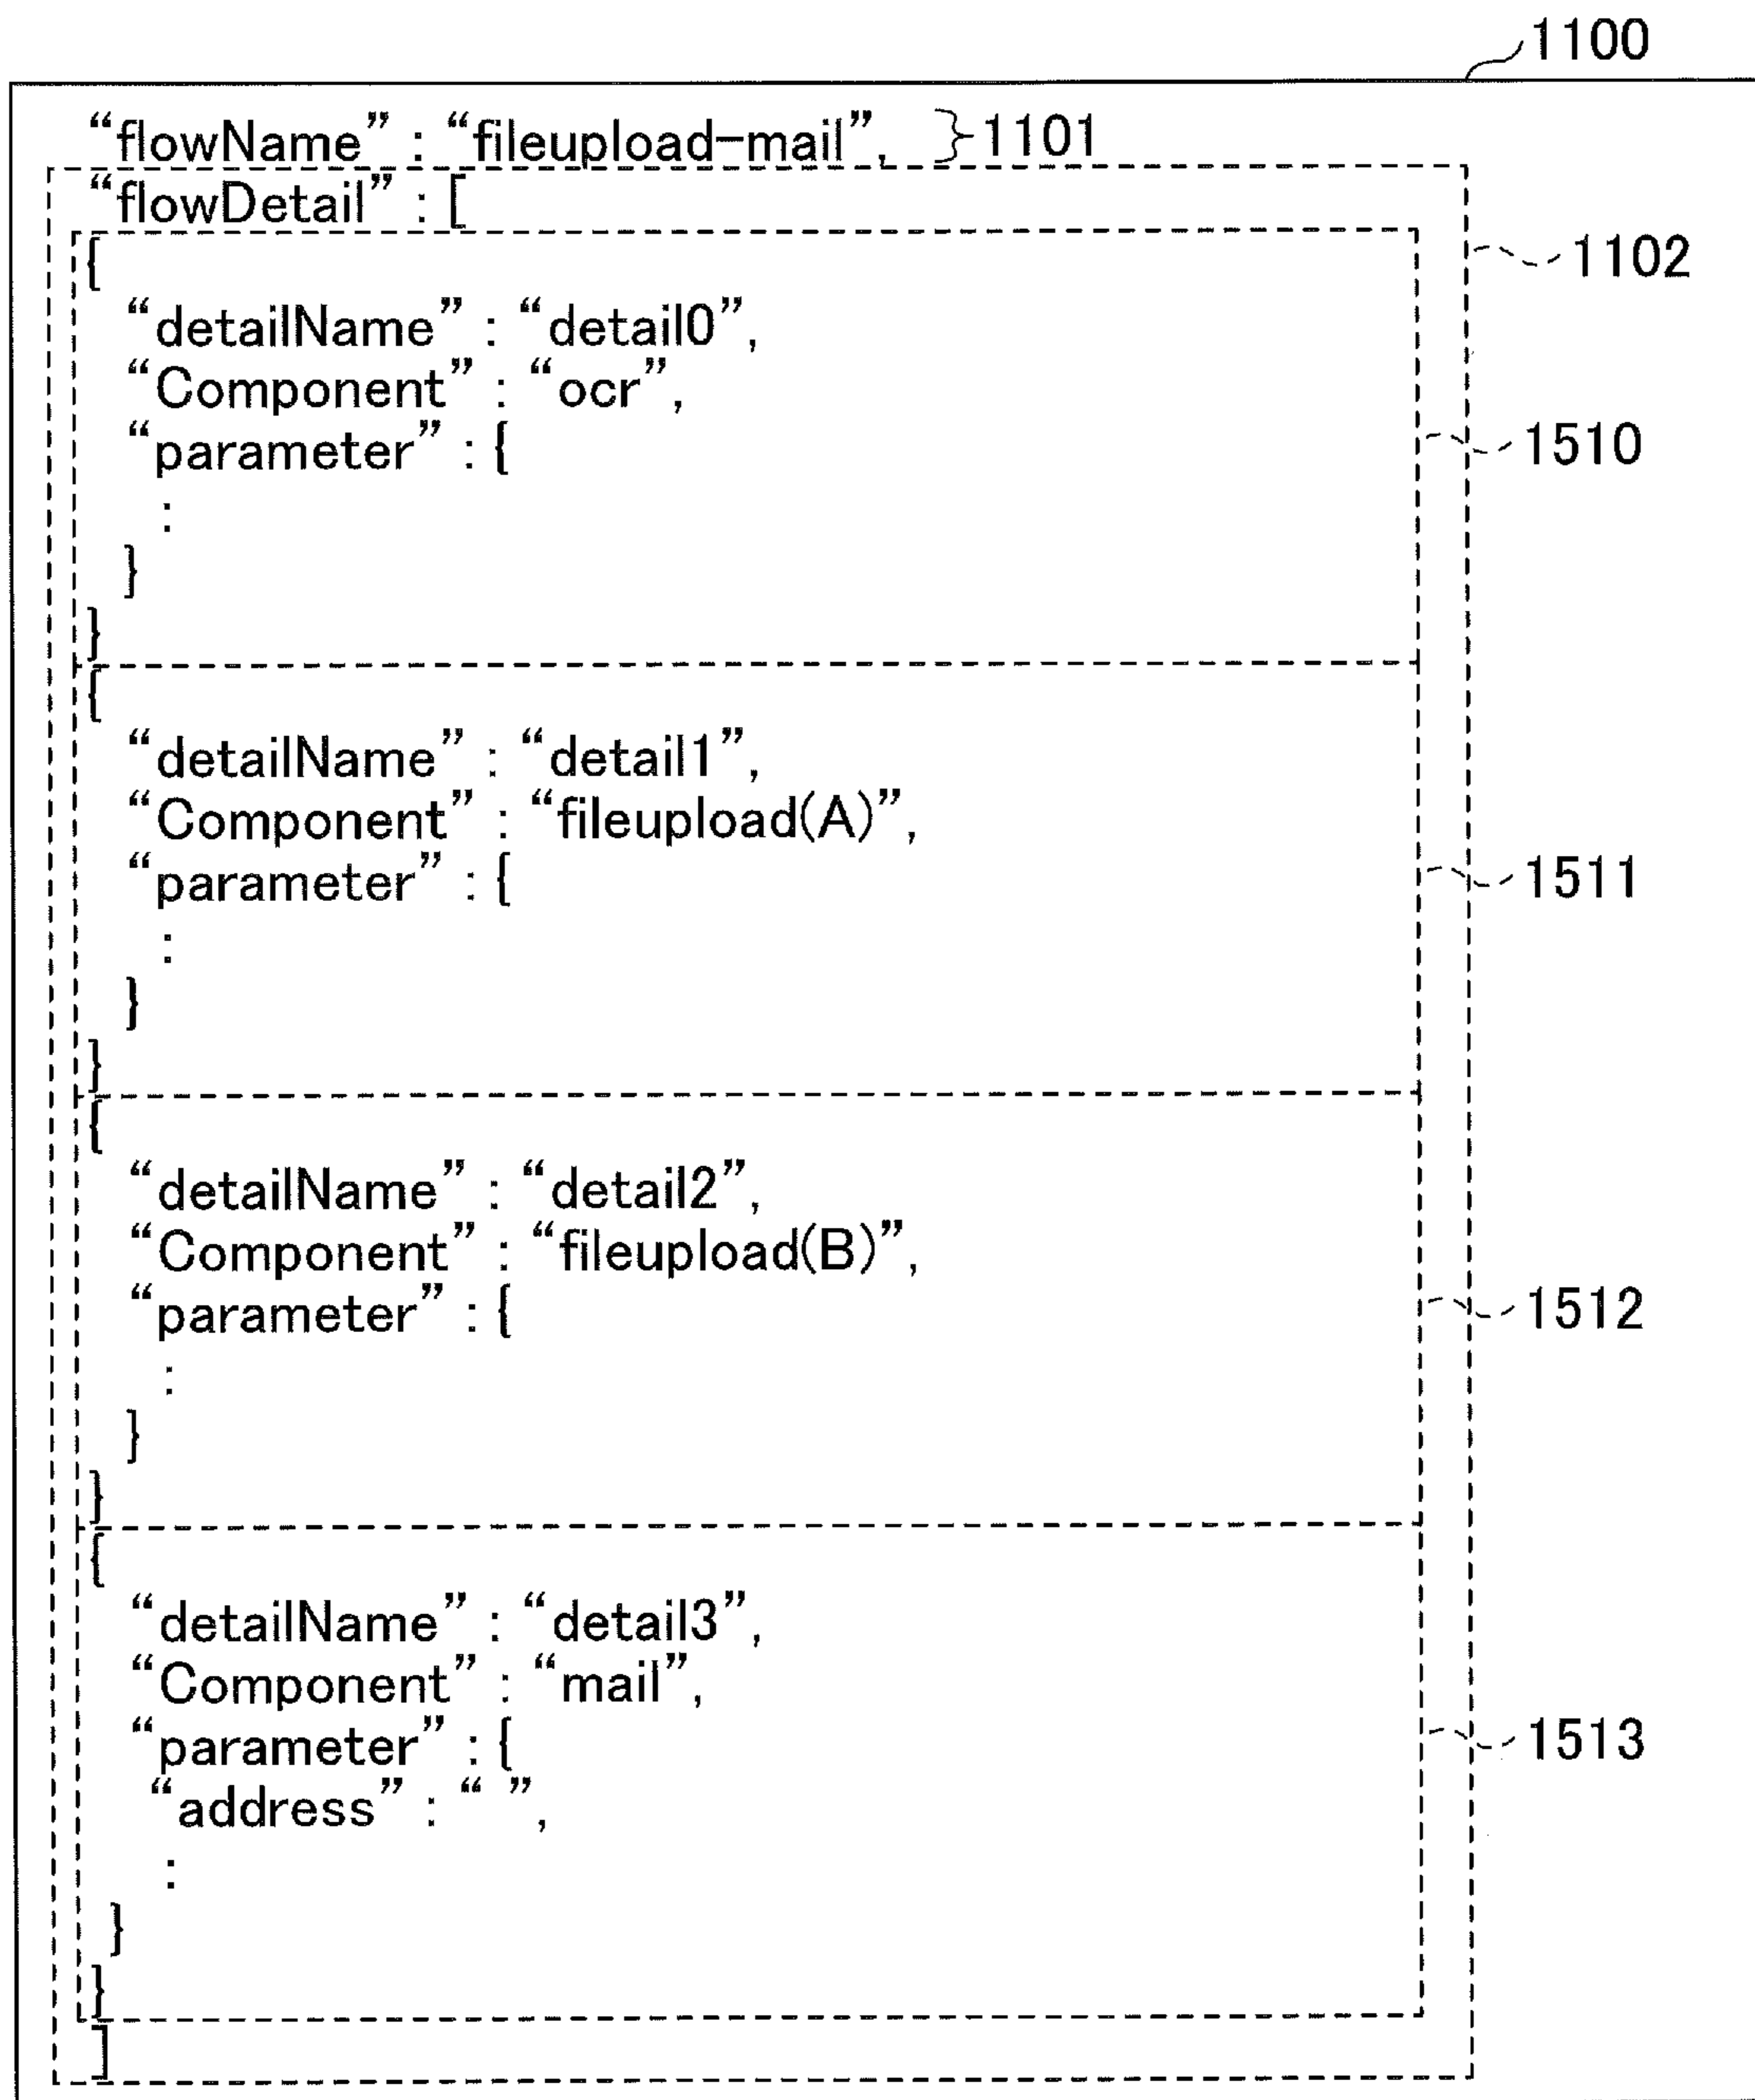 1100
“flowName” : “fileupload-mail”, } 1101
“flowDetail” : [
1102
{
“detailName” : “detail0”,
“Component” : “ocr”,
“parameter” : {
1510
:
}
}
{
“detailName” : “detail1”,
“Component” : “fileupload(A)”,
“parameter” : {
1511
:
}
}
{
“detailName” : “detail2”,
“Component” : “fileupload(B)”,
“parameter” : {
1512
:
}
}
{
“detailName” : “detail3”,
“Component” : “mail”,
“parameter” : {
1513
“address” : “ ”,
:
}
}
]